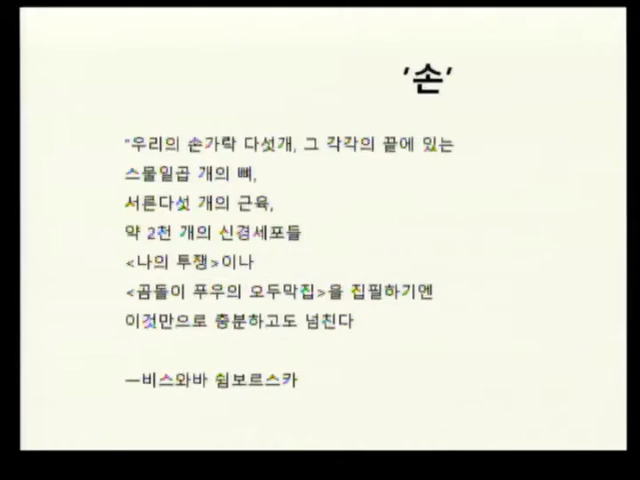 '손'
"우리의 손가락 다섯개, 그 각각의 끝에 있는
스물일곱 개의 뼈,
서른다섯 개의 근육,
약 2천 개의 신경세포들
<나의 투쟁>이나
<곰돌이 푸우의 오두막집>을 집필하기엔
이것만으로 충분하고도 넘친다
—비스와바 쉼보르스카